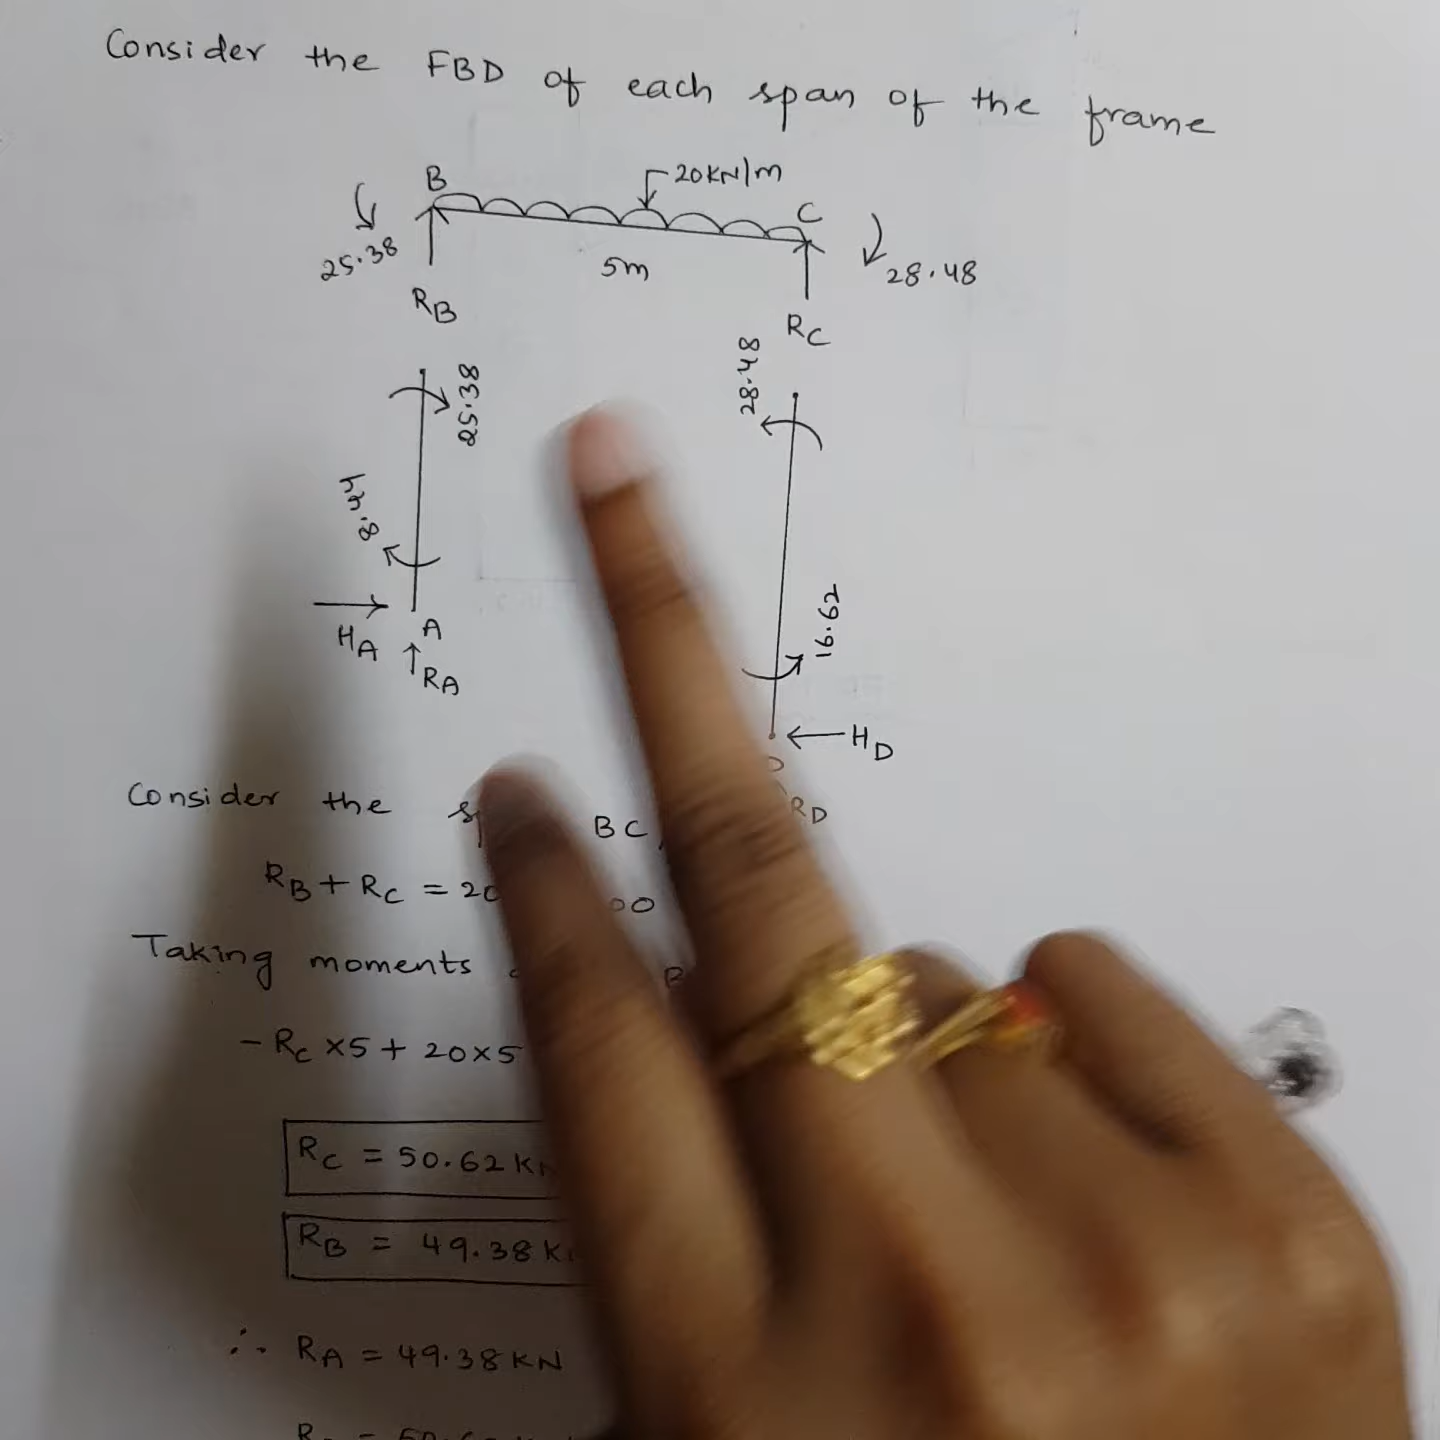 Consider the FBD of each span of the frame
B
20KN/m
C
25.38
5m
28.48
RB
RC
25.38
28.48
8.44
16.62
HA
A
RA
HD
RD
Consider the BC
RB + RC = 20
Taking moments
- RC x5 + 20x5
RC = 50.62 KN
RB = 49.38 K
∴ RA = 49.38 KN